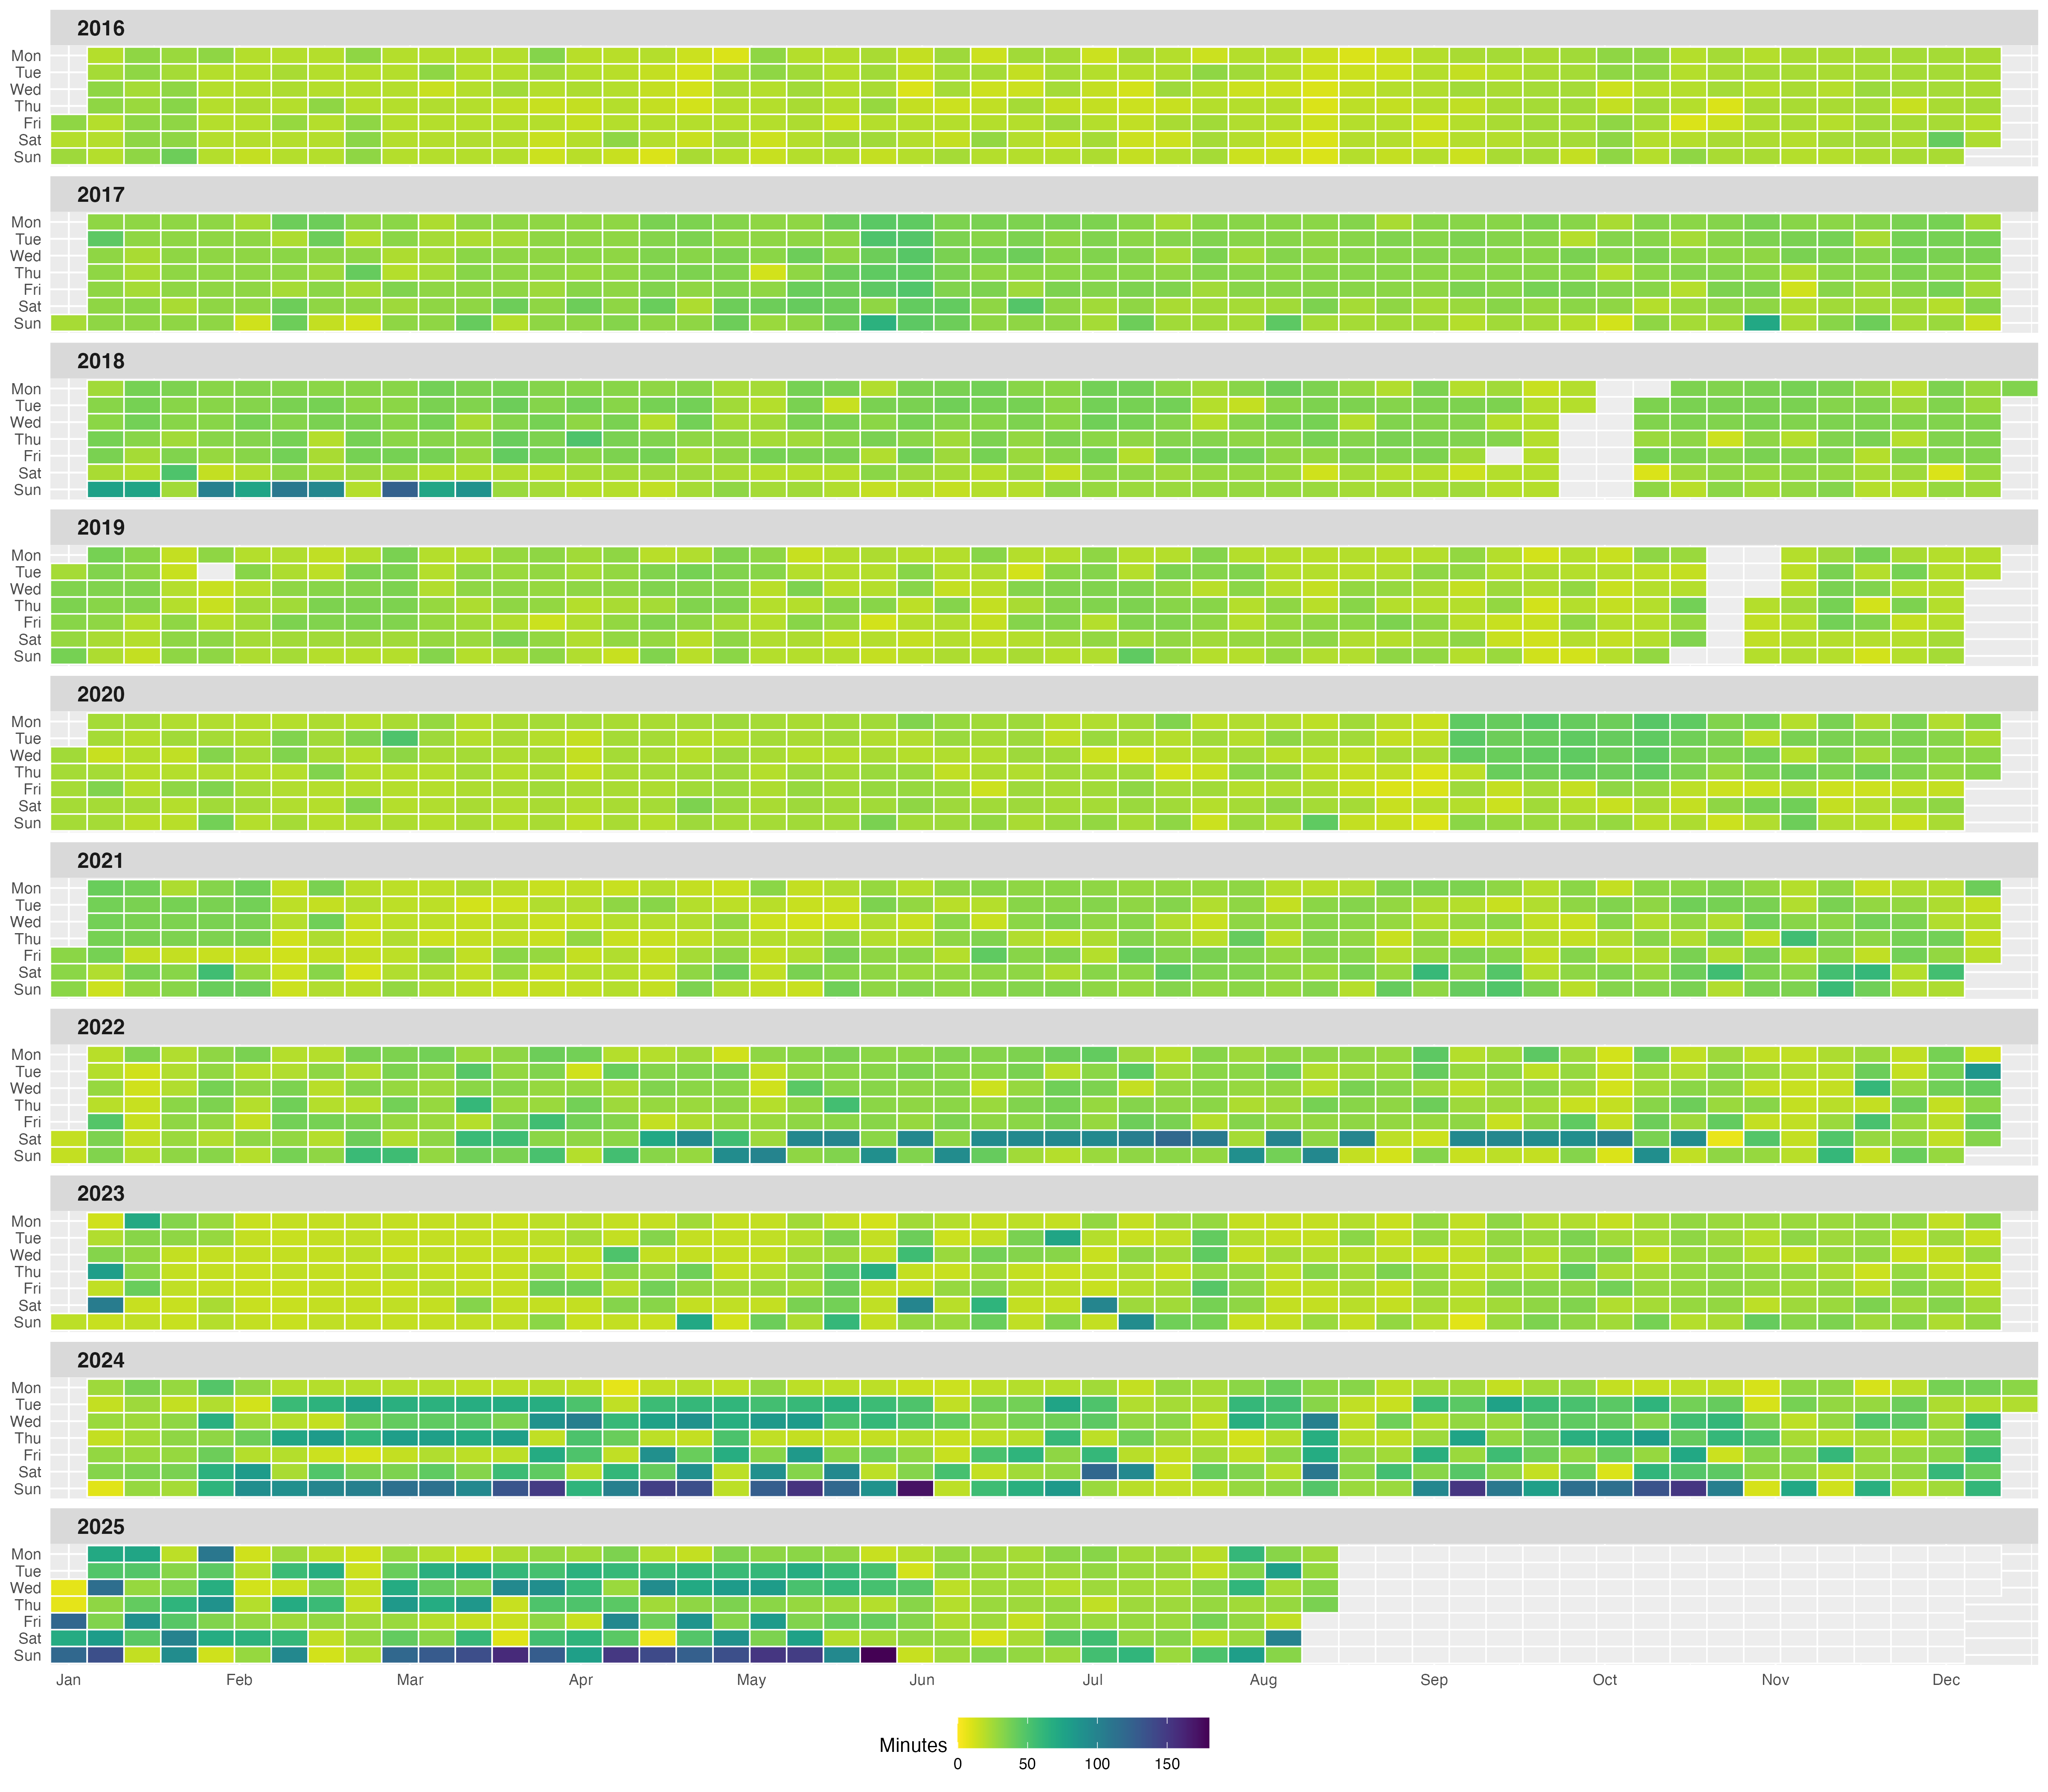 2016
Mon
Tue
Wed
Thu
Fri
Sat
Sun
2017
Mon
Tue
Wed
Thu
Fri
Sat
Sun
2018
Mon
Tue
Wed
Thu
Fri
Sat
Sun
2019
Mon
Tue
Wed
Thu
Fri
Sat
Sun
2020
Mon
Tue
Wed
Thu
Fri
Sat
Sun
2021
Mon
Tue
Wed
Thu
Fri
Sat
Sun
2022
Mon
Tue
Wed
Thu
Fri
Sat
Sun
2023
Mon
Tue
Wed
Thu
Fri
Sat
Sun
2024
Mon
Tue
Wed
Thu
Fri
Sat
Sun
2025
Mon
Tue
Wed
Thu
Fri
Sat
Sun
Jan Feb Mar Apr May Jun Jul Aug Sep Oct Nov Dec
Minutes
0 50 100 150